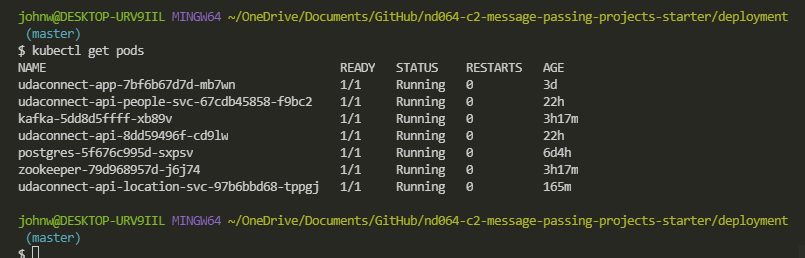 johnw@DESKTOP-URV9IIL MINGW64 ~/OneDrive/Documents/GitHub/nd064-c2-message-passing-projects-starter/deployment
(master)
$ kubectl get pods
NAME READY STATUS RESTARTS AGE
udaconnect-app-7bf6b67d7d-mb7wn 1/1 Running 0 3d
udaconnect-api-people-svc-67cdb45858-f9bc2 1/1 Running 0 22h
kafka-5dd8d5ffff-xb89v 1/1 Running 0 3h17m
udaconnect-api-8dd59496f-cd9lw 1/1 Running 0 22h
postgres-5f676c995d-sxpsv 1/1 Running 0 6d4h
zookeeper-79d968957d-j6j74 1/1 Running 0 3h17m
udaconnect-api-location-svc-97b6bbd68-tppgj 1/1 Running 0 165m
johnw@DESKTOP-URV9IIL MINGW64 ~/OneDrive/Documents/GitHub/nd064-c2-message-passing-projects-starter/deployment
(master)
$